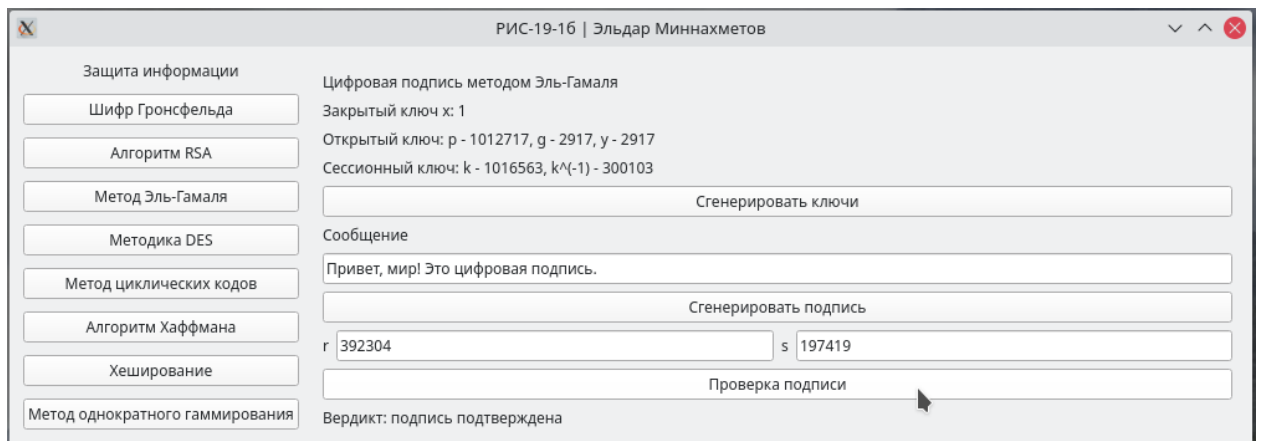 РИС-19-1б | Эльдар Миннахметов
Защита информации
Шифр Гронсфельда
Алгоритм RSA
Метод Эль-Гамаля
Методика DES
Метод циклических кодов
Алгоритм Хаффмана
Хеширование
Метод однократного гаммирования
Цифровая подпись методом Эль-Гамаля
Закрытый ключ x: 1
Открытый ключ: p - 1012717, g - 2917, y - 2917
Сессионный ключ: k - 1016563, k^(-1) - 300103
Сгенерировать ключи
Сообщение
Привет, мир! Это цифровая подпись.
Сгенерировать подпись
r 392304 s 197419
Проверка подписи
Вердикт: подпись подтверждена